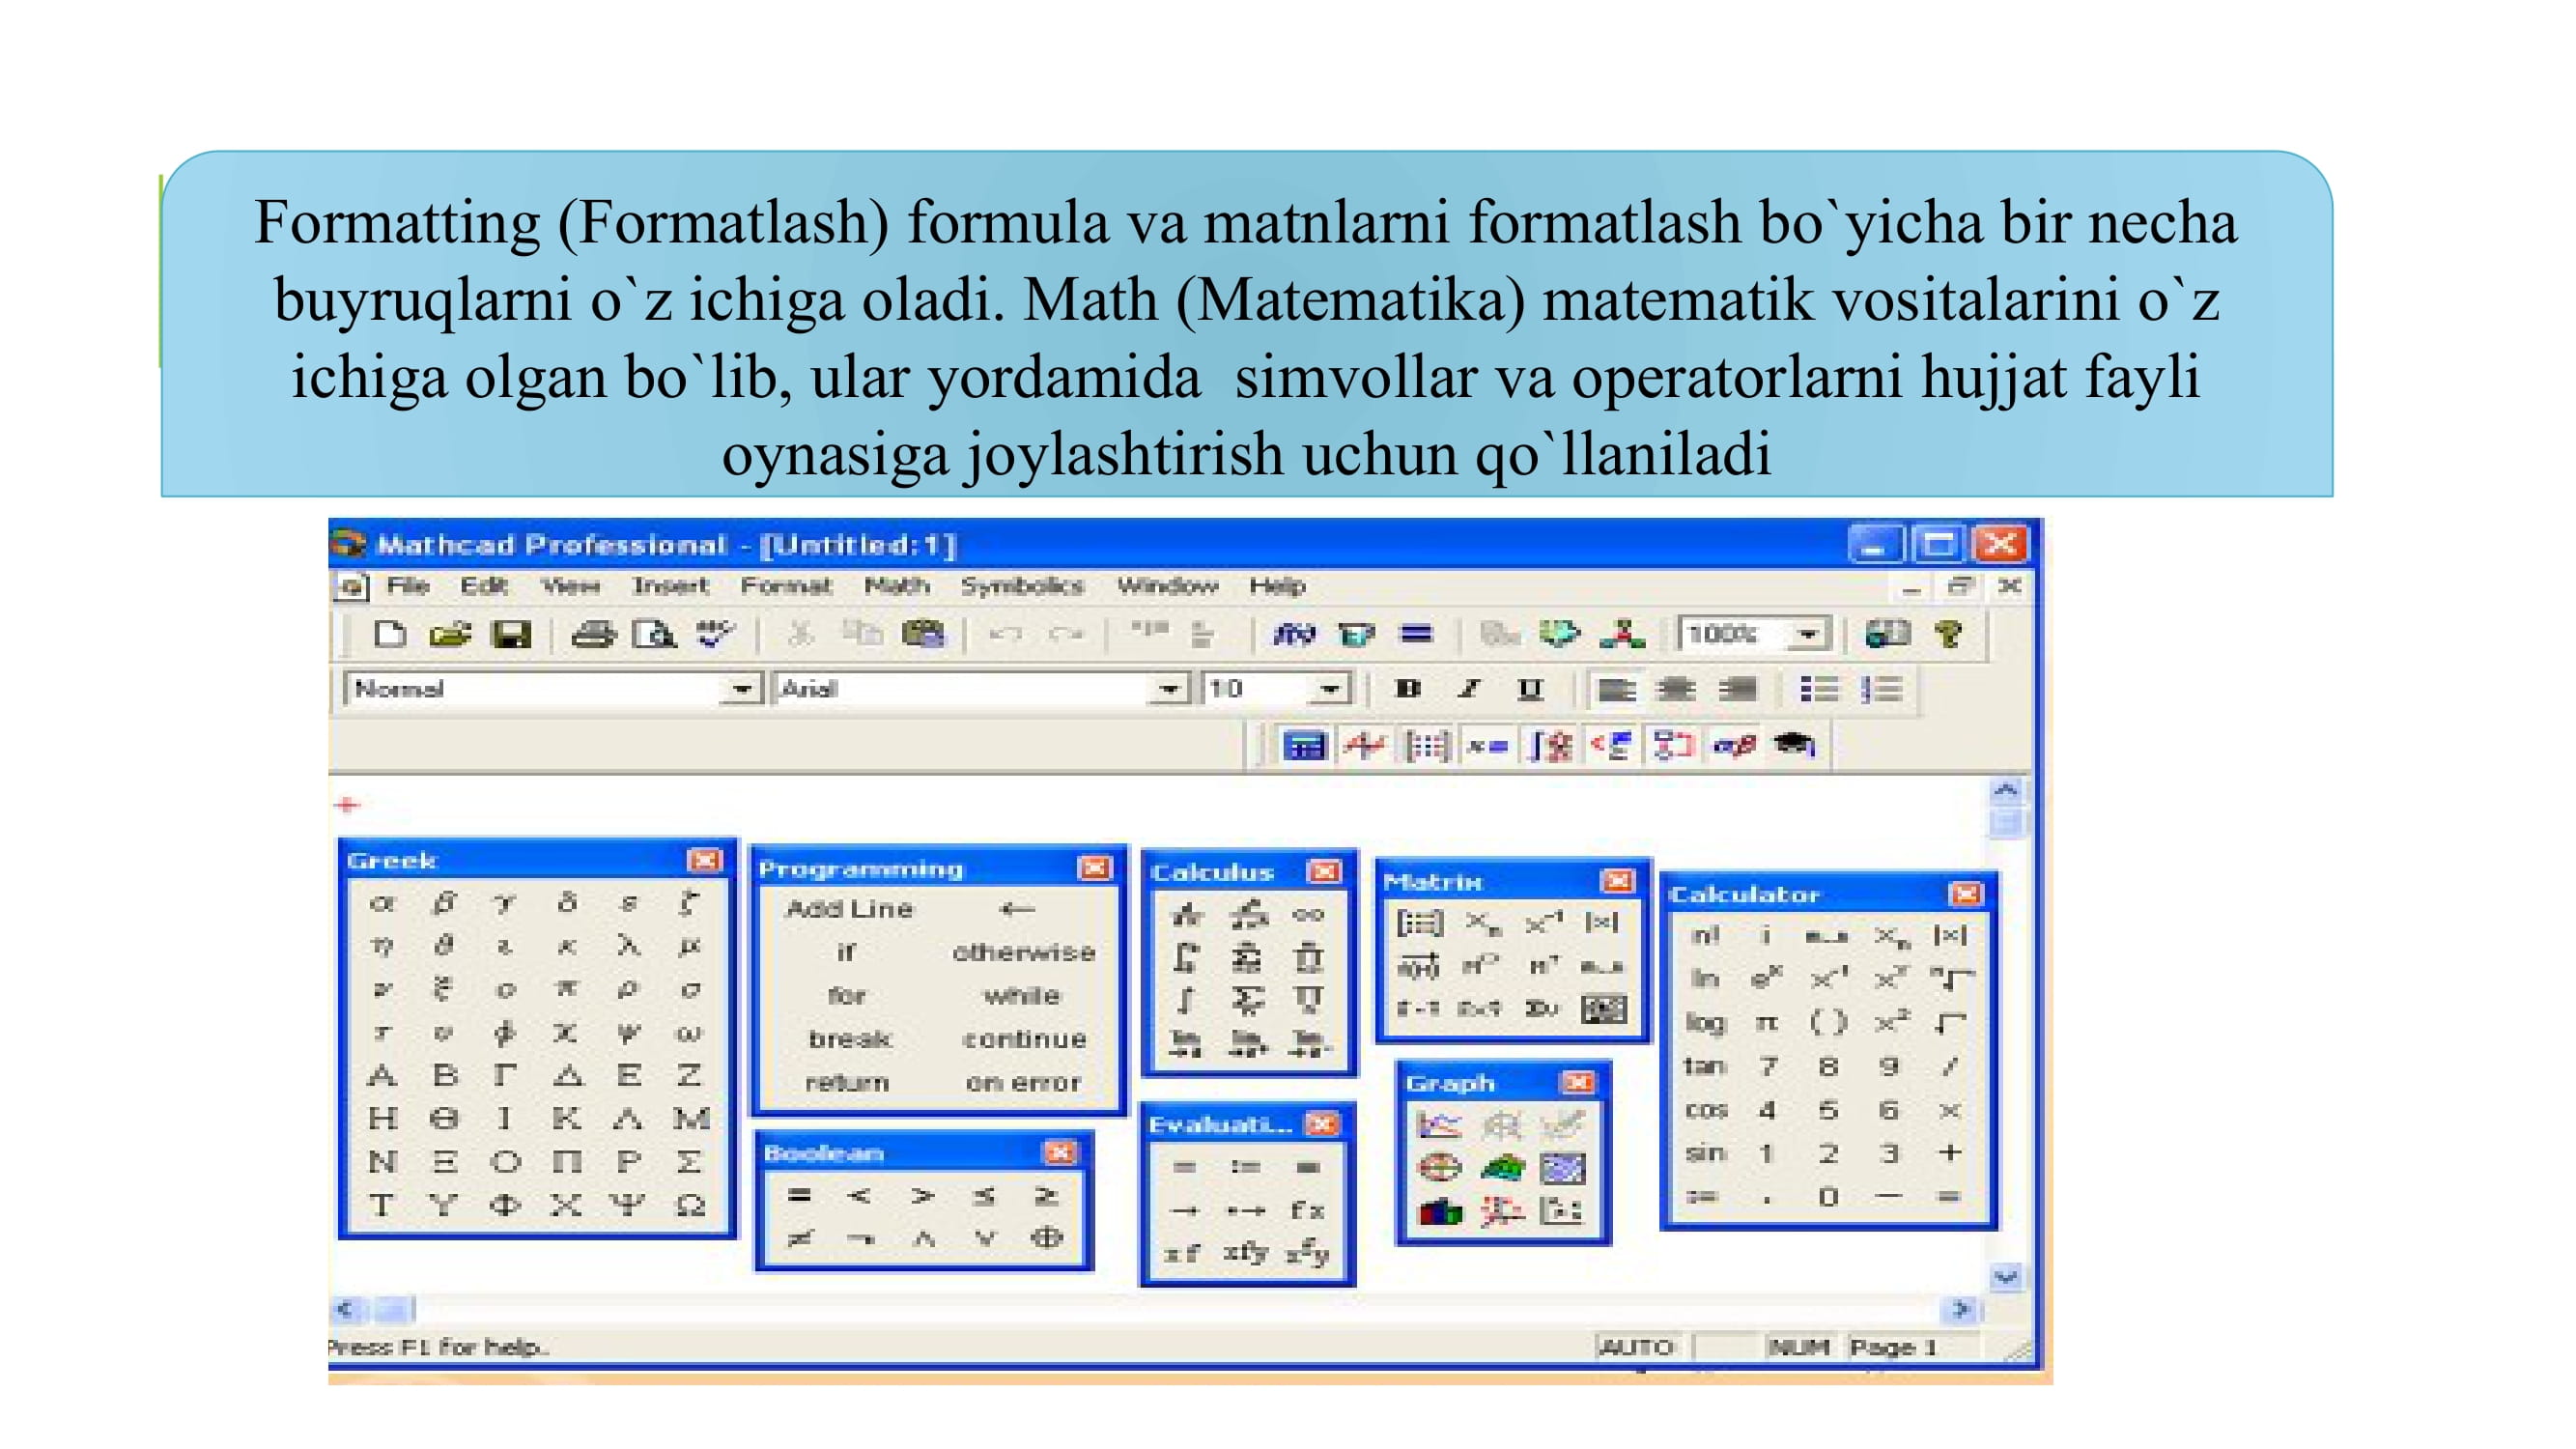 Formatting (Formatlash) formula va matnlarni formatlash bo`yicha bir necha
buyruqlarni o`z ichiga oladi. Math (Matematika) matematik vositalarini o`z
ichiga olgan bo`lib, ular yordamida  simvollar va operatorlarni hujjat fayli
oynasiga joylashtirish uchun qo`llaniladi
Mathcad Professional - [Untitled:1]
File Edit View Insert Format Math Symbolics Window Help
100%
Normal Arial 10 B I U
Greek
α β γ δ ε ζ
η θ ι κ λ μ
ν ξ ο π ρ σ
τ υ φ χ ψ ω
Α Β Γ Δ Ε Ζ
Η Θ Ι Κ Λ Μ
Ν Ξ Ο Π Ρ Σ
Τ Υ Φ Χ Ψ Ω
Programming
Add Line ←
if otherwise
for while
break continue
return on error
Boolean
= < > ≤ ≥
≠ ¬ ∧ ∨ ⊕
Calculus
Evaluati...
= := ≡
→ •→ fx
xf xfy
Matrix
Graph
Calculator
n! i m..n xₙ |x|
ln eˣ x⁻¹ xʸ ⁿ√
log π ( ) x² √
tan 7 8 9 /
cos 4 5 6 ×
sin 1 2 3 +
:= . 0 — =
Press F1 for help.
AUTO NUM Page 1